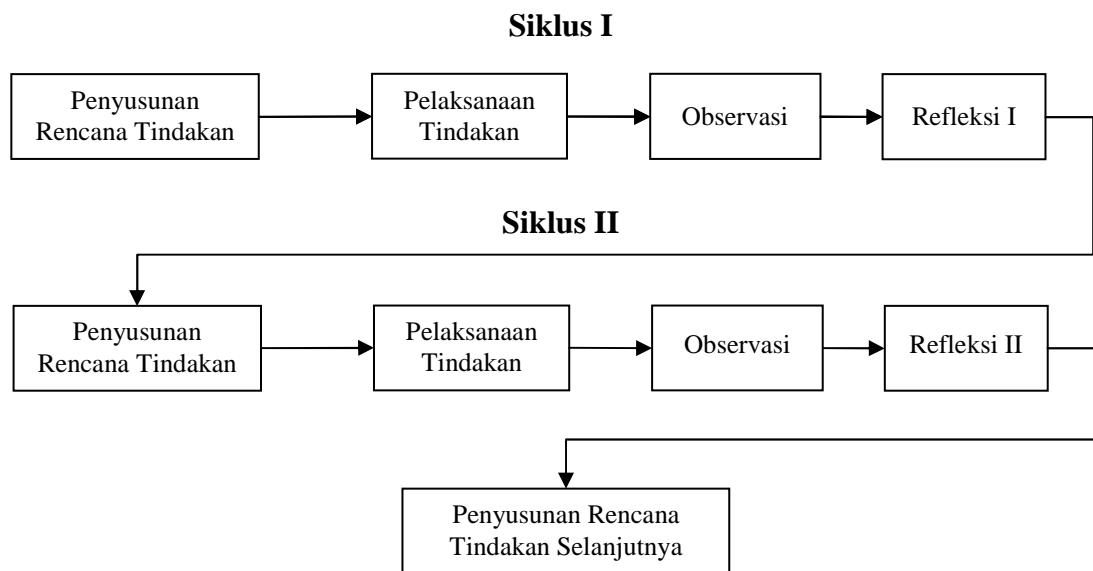 Siklus I
Penyusunan
Rencana Tindakan
Pelaksanaan
Tindakan
Observasi
Refleksi I
Siklus II
Penyusunan
Rencana Tindakan
Pelaksanaan
Tindakan
Observasi
Refleksi II
Penyusunan Rencana
Tindakan Selanjutnya